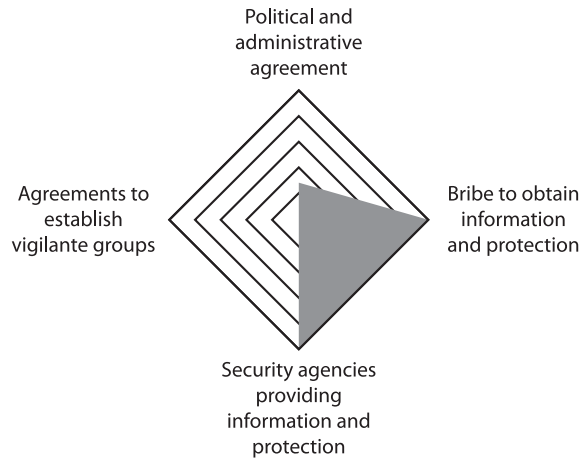 Political and
administrative
agreement
Agreements to
establish
vigilante groups
Bribe to obtain
information
and protection
Security agencies
providing
information and
protection